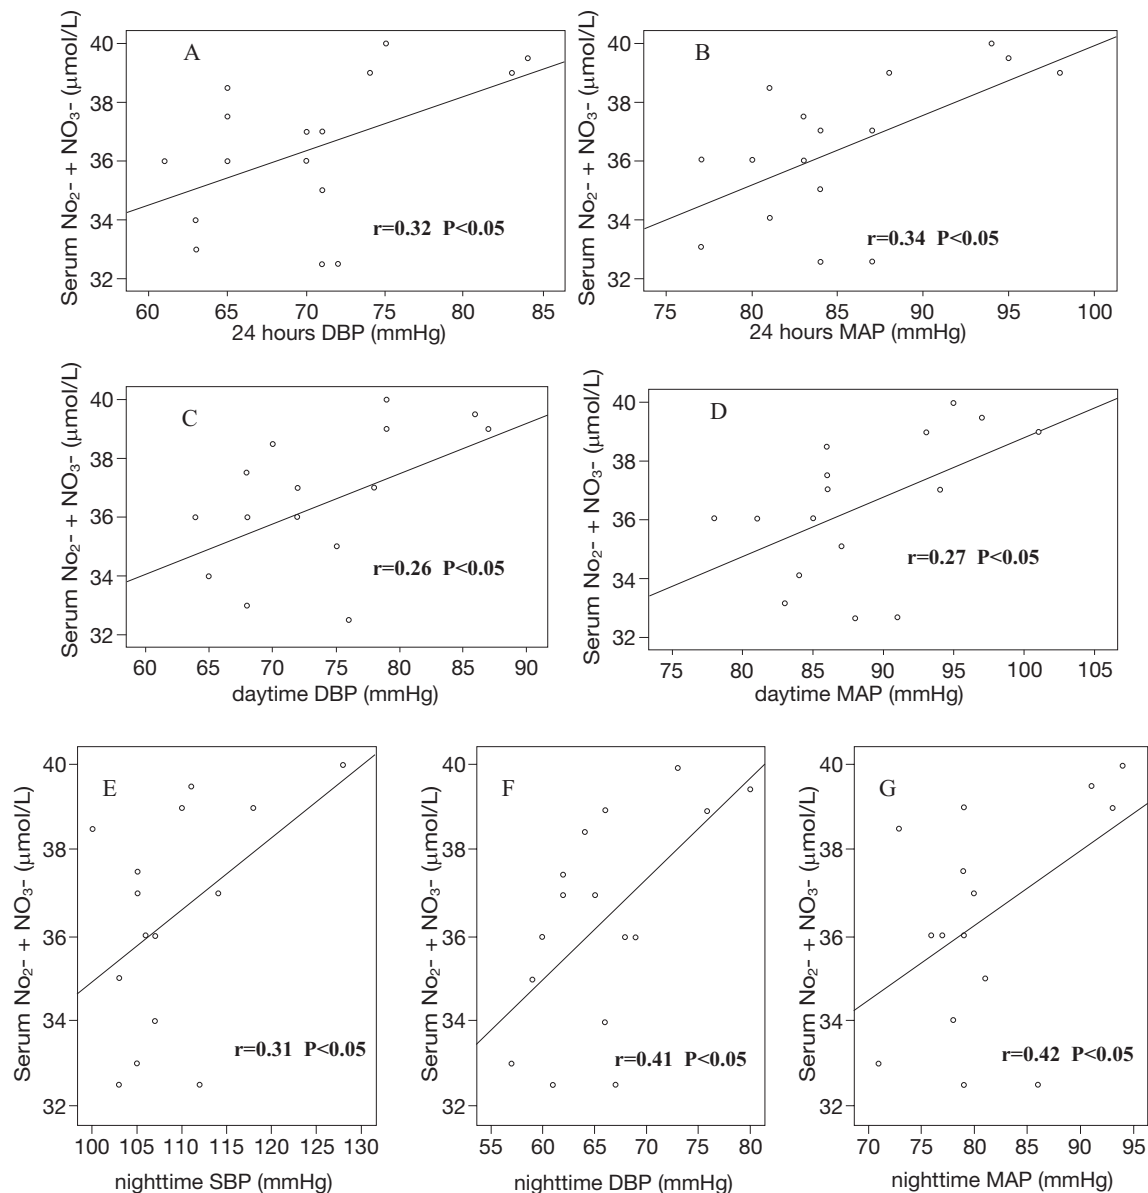 A
Serum No₂- + NO₃- (μmol/L)
40
38
36
34
32
r=0.32 P<0.05
60 65 70 75 80 85
24 hours DBP (mmHg)
B
Serum No₂- + NO₃- (μmol/L)
40
38
36
34
32
r=0.34 P<0.05
75 80 85 90 95 100
24 hours MAP (mmHg)
C
Serum No₂- + NO₃- (μmol/L)
40
38
36
34
32
r=0.26 P<0.05
60 65 70 75 80 85 90
daytime DBP (mmHg)
D
Serum No₂- + NO₃- (μmol/L)
40
38
36
34
32
r=0.27 P<0.05
75 80 85 90 95 100 105
daytime MAP (mmHg)
E
Serum No₂- + NO₃- (μmol/L)
40
38
36
34
32
r=0.31 P<0.05
100 105 110 115 120 125 130
nighttime SBP (mmHg)
F
Serum No₂- + NO₃- (μmol/L)
40
38
36
34
32
r=0.41 P<0.05
55 60 65 70 75 80
nighttime DBP (mmHg)
G
Serum No₂- + NO₃- (μmol/L)
40
38
36
34
32
r=0.42 P<0.05
70 75 80 85 90 95
nighttime MAP (mmHg)